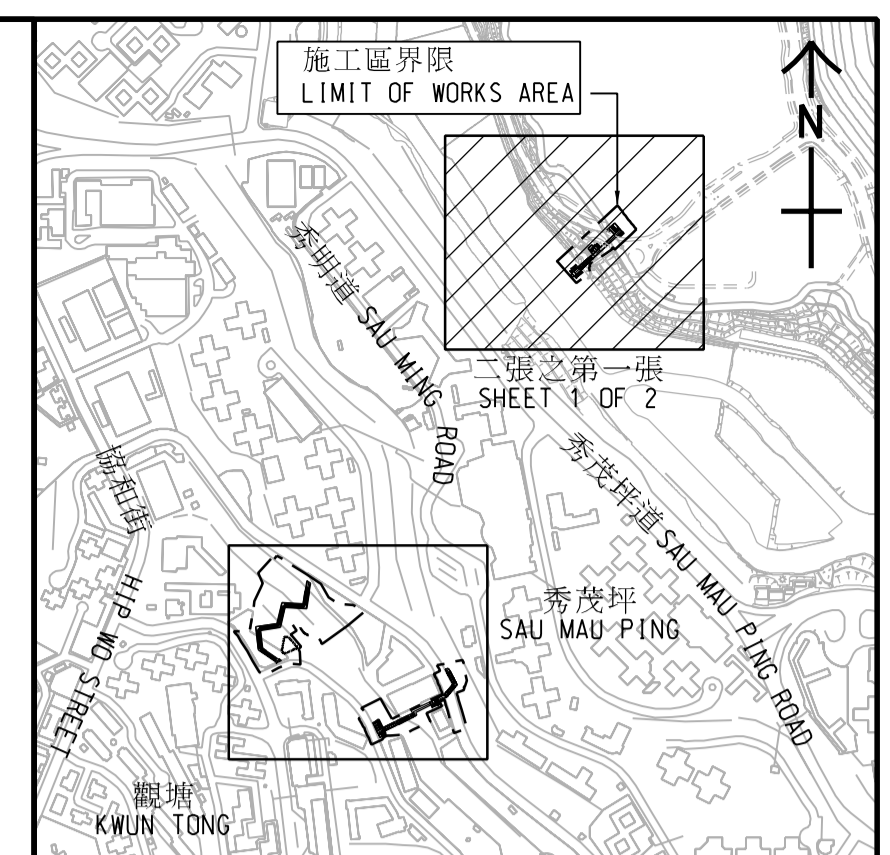 施工區界限
LIMIT OF WORKS AREA
N
秀明道 SAU MING ROAD
二張之第一張
SHEET 1 OF 2
協和街 HIP WO STREET
秀茂坪道 SAU MAU PING ROAD
秀茂坪
SAU MAU PING
觀塘
KWUN TONG